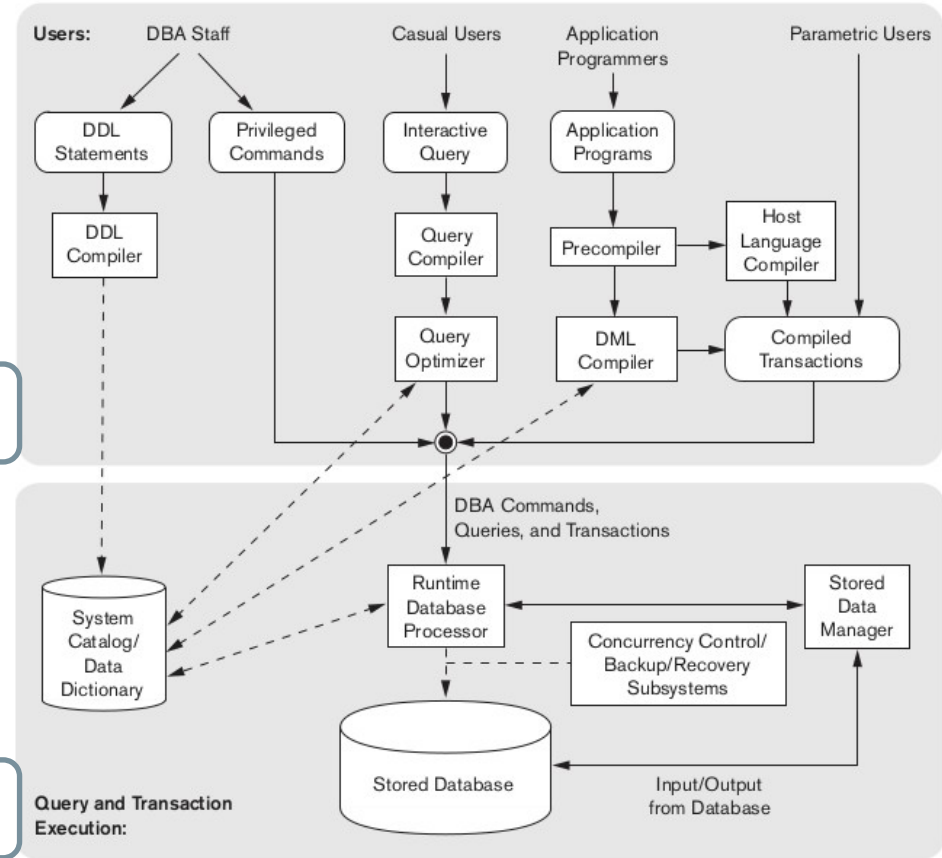 Users:
DBA Staff
Casual Users
Application
Programmers
Parametric Users
DDL
Statements
Privileged
Commands
Interactive
Query
Application
Programs
DDL
Compiler
Query
Compiler
Precompiler
Host
Language
Compiler
Query
Optimizer
DML
Compiler
Compiled
Transactions
DBA Commands,
Queries, and Transactions
System
Catalog/
Data
Dictionary
Runtime
Database
Processor
Stored
Data
Manager
Concurrency Control/
Backup/Recovery
Subsystems
Stored Database
Input/Output
from Database
Query and Transaction
Execution: